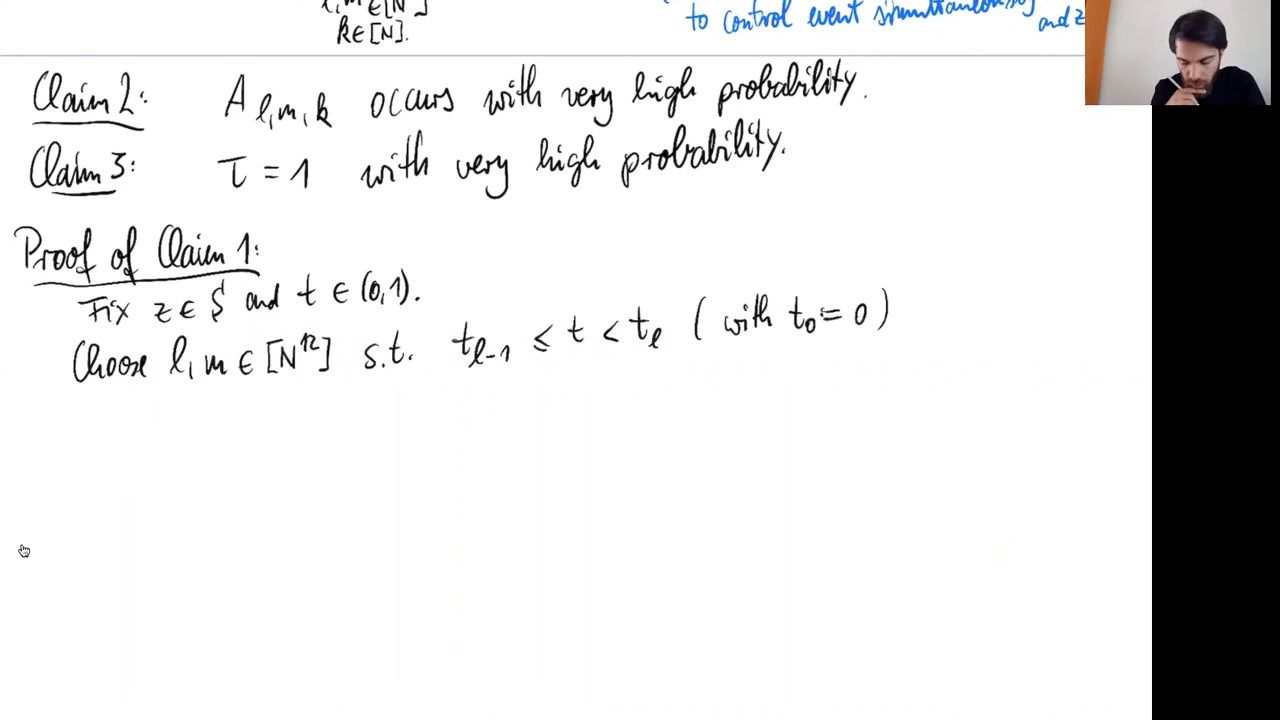 l,m ∈ [N
k ∈ [N].
to control event simultaneously
and z
Claim 2: A_{l,m,k} occurs with very high probability.
Claim 3: τ = 1 with very high probability.
Proof of Claim 1:
Fix z ∈ S and t ∈ (0,1).
Choose l, m ∈ [N^{12}] s.t. t_{l-1} ≤ t < t_l ( with t_0 = 0 )